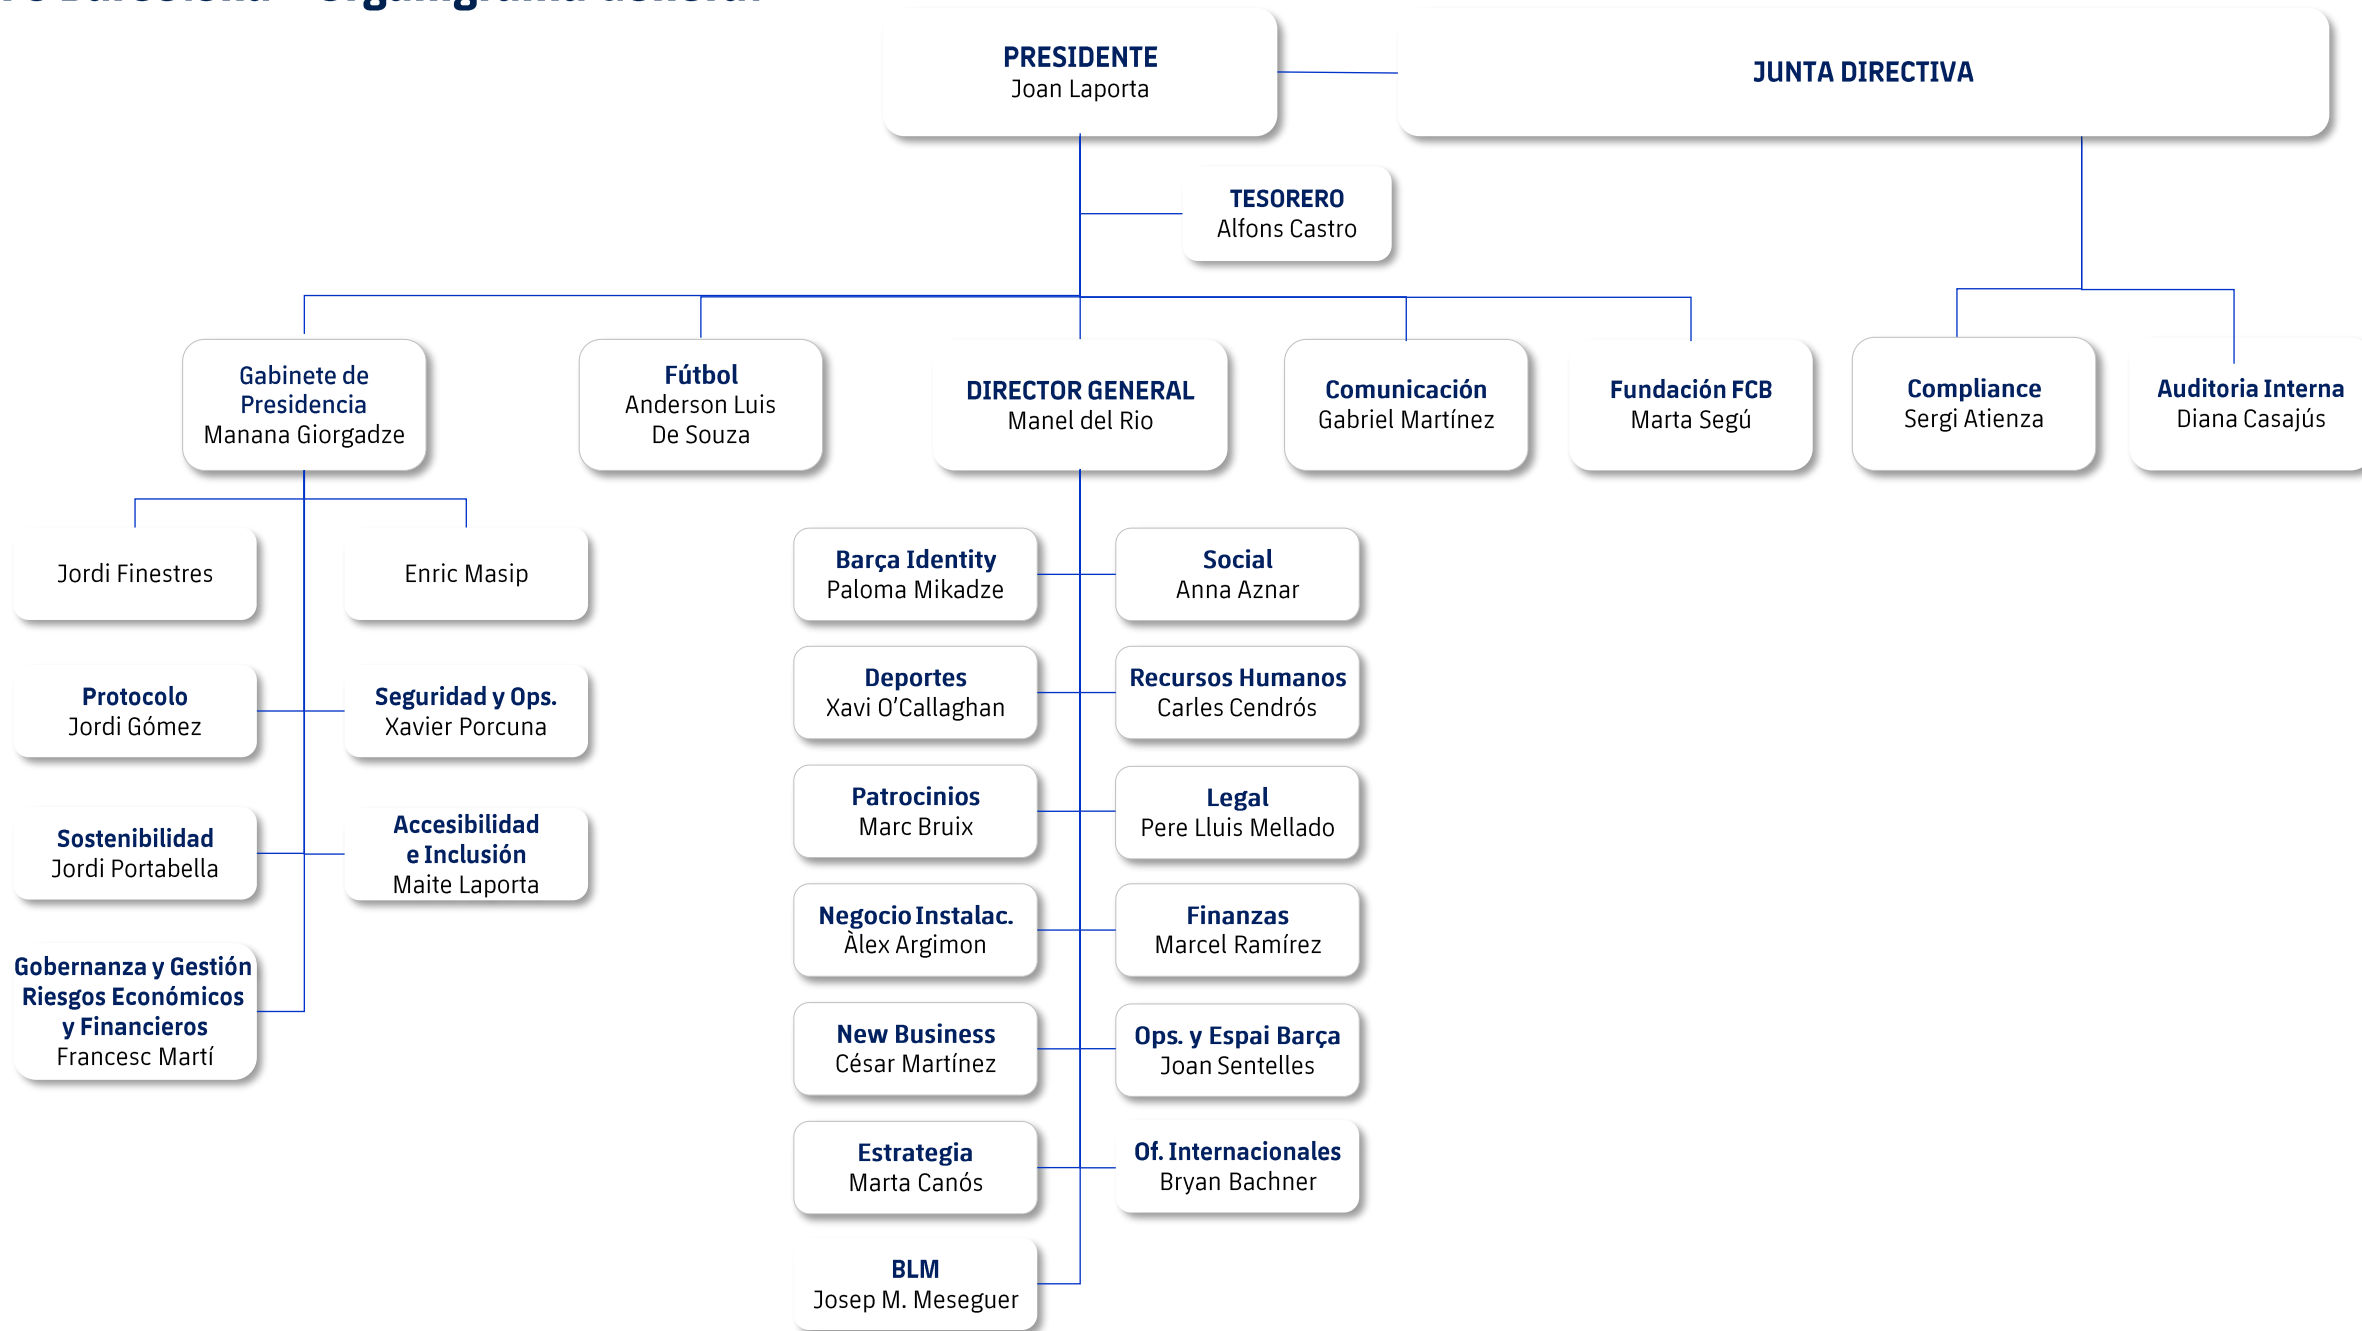 PRESIDENTE
Joan Laporta
JUNTA DIRECTIVA
TESORERO
Alfons Castro
Gabinete de
Presidencia
Manana Giorgadze
Fútbol
Anderson Luis
De Souza
DIRECTOR GENERAL
Manel del Rio
Comunicación
Gabriel Martínez
Fundación FCB
Marta Segú
Compliance
Sergi Atienza
Auditoria Interna
Diana Casajús
Jordi Finestres
Enric Masip
Protocolo
Jordi Gómez
Seguridad y Ops.
Xavier Porcuna
Sostenibilidad
Jordi Portabella
Accesibilidad
e Inclusión
Maite Laporta
Gobernanza y Gestión
Riesgos Económicos
y Financieros
Francesc Martí
Barça Identity
Paloma Mikadze
Social
Anna Aznar
Deportes
Xavi O’Callaghan
Recursos Humanos
Carles Cendrós
Patrocinios
Marc Bruix
Legal
Pere Lluis Mellado
Negocio Instalac.
Àlex Argimon
Finanzas
Marcel Ramírez
New Business
César Martínez
Ops. y Espai Barça
Joan Sentelles
Estrategia
Marta Canós
Of. Internacionales
Bryan Bachner
BLM
Josep M. Meseguer